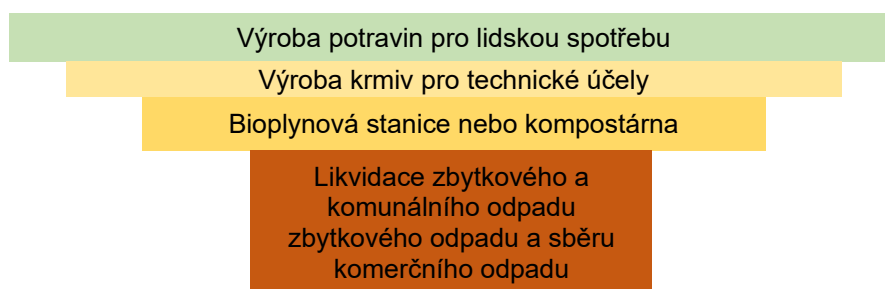 Výroba potravin pro lidskou spotřebu
Výroba krmiv pro technické účely
Bioplynová stanice nebo kompostárna
Likvidace zbytkového a
komunálního odpadu
zbytkového odpadu a sběru
komerčního odpadu